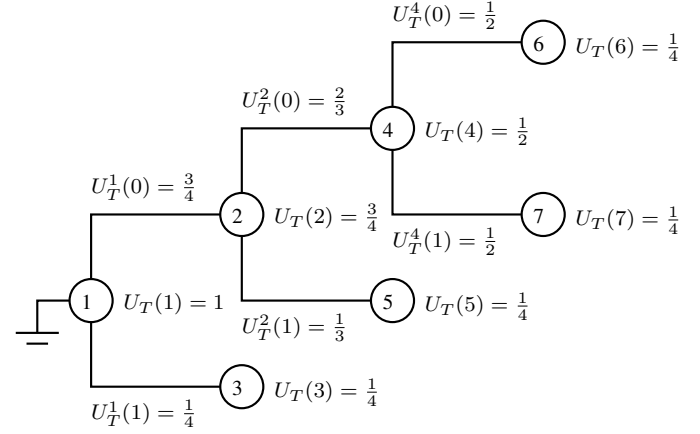 U_T^4(0) = 1/2
6 U_T(6) = 1/4
U_T^2(0) = 2/3
4 U_T(4) = 1/2
U_T^1(0) = 3/4
2 U_T(2) = 3/4
7 U_T(7) = 1/4
U_T^4(1) = 1/2
1 U_T(1) = 1
5 U_T(5) = 1/4
U_T^2(1) = 1/3
3 U_T(3) = 1/4
U_T^1(1) = 1/4